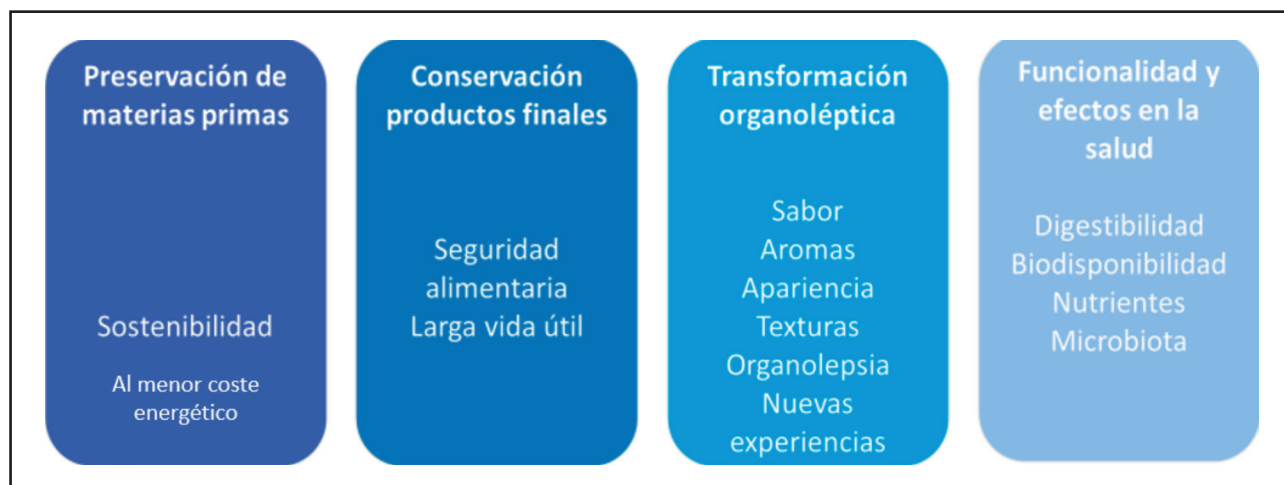 Preservación de
materias primas
Sostenibilidad
Al menor coste
energético
Conservación
productos finales
Seguridad
alimentaria
Larga vida útil
Transformación
organoléptica
Sabor
Aromas
Apariencia
Texturas
Organolepsia
Nuevas
experiencias
Funcionalidad y
efectos en la
salud
Digestibilidad
Biodisponibilidad
Nutrientes
Microbiota